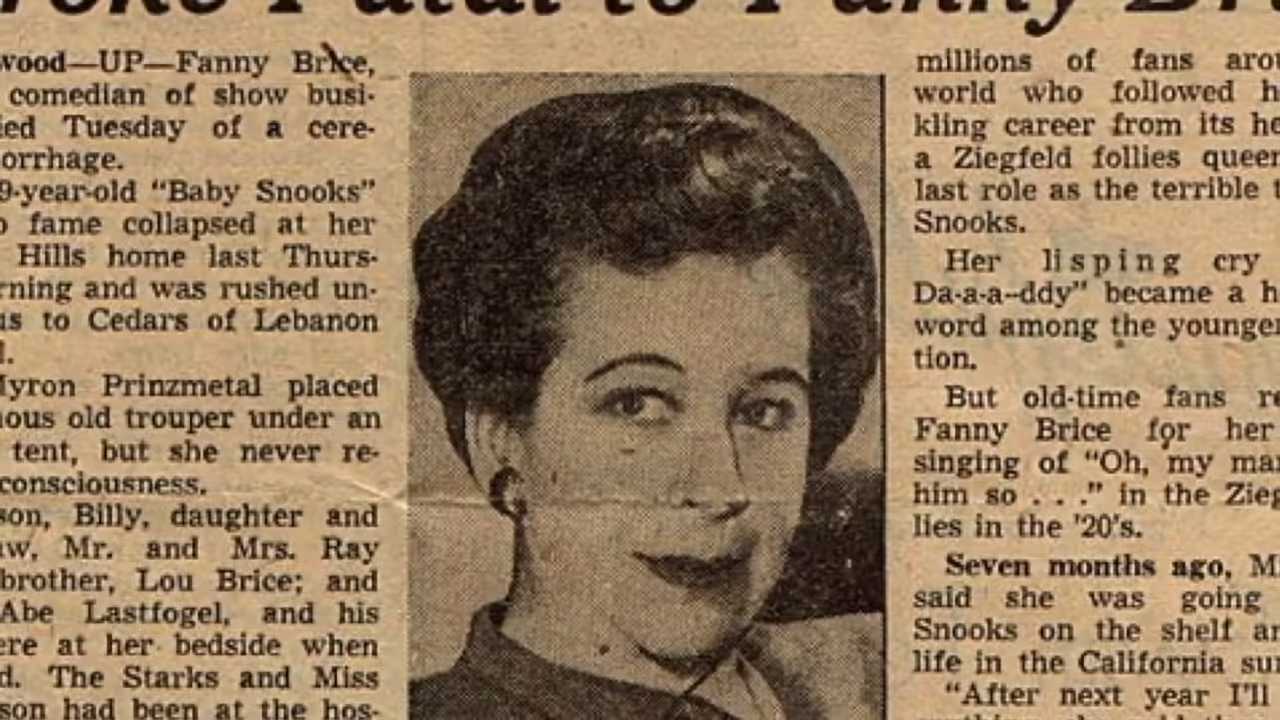 roke Fatal to Fanny Bri
wood—UP—Fanny Brice,
comedian of show busi-
ied Tuesday of a cere-
orrhage.
9-year-old "Baby Snooks"
o fame collapsed at her
Hills home last Thurs-
rning and was rushed un-
us to Cedars of Lebanon
l.
Myron Prinzmetal placed
nous old trouper under an
tent, but she never re-
consciousness.
son, Billy, daughter and
aw, Mr. and Mrs. Ray
brother, Lou Brice; and
Abe Lastfogel, and his
ere at her bedside when
d. The Starks and Miss
son had been at the hos-
millions of fans arou
world who followed h
kling career from its he
a Ziegfeld follies queen
last role as the terrible t
Snooks.
Her lisping cry
Da-a-a-ddy" became a h
word among the younger
tion.
But old-time fans re
Fanny Brice for her
singing of "Oh, my man
him so . . ." in the Zieg
lies in the '20's.
Seven months ago, Mi
said she was going
Snooks on the shelf an
life in the California sun
"After next year I'll